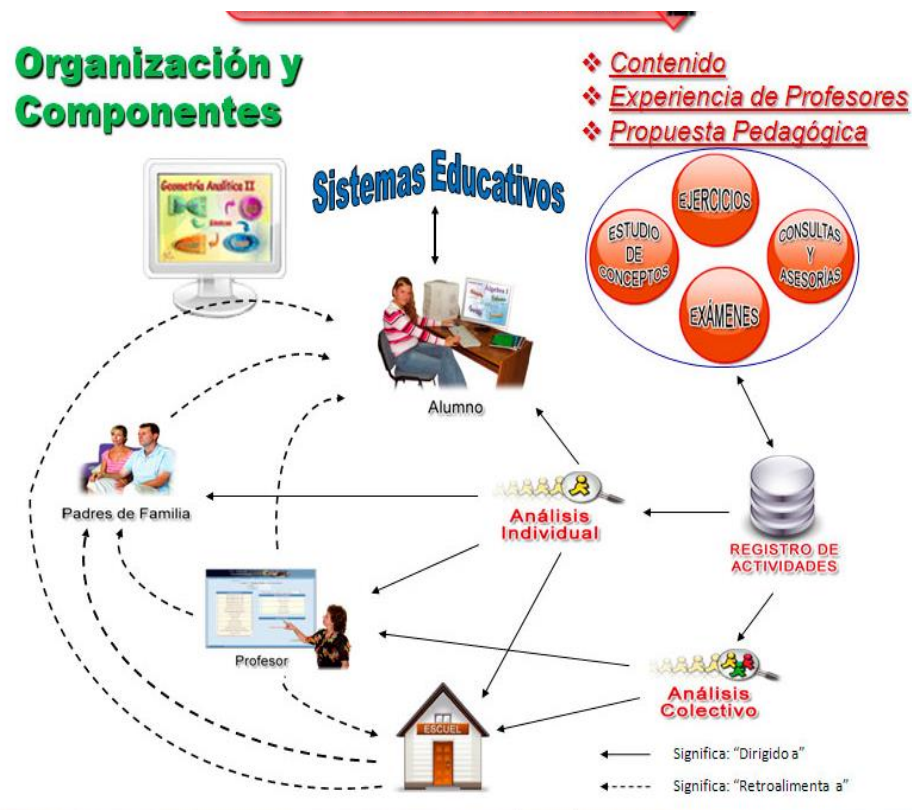 Organización y
Componentes
❖ Contenido
❖ Experiencia de Profesores
❖ Propuesta Pedagógica
Geometría Analítica II
Sistemas Educativos
EJERCICIOS
ESTUDIO
DE
CONCEPTOS
CONSULTAS
Y
ASESORÍAS
EXÁMENES
Álgebra I
Alumno
Padres de Familia
Análisis
Individual
REGISTRO DE
ACTIVIDADES
Profesor
Análisis
Colectivo
ESCUEL
Significa: “Dirigido a”
Significa: “Retroalimenta a”